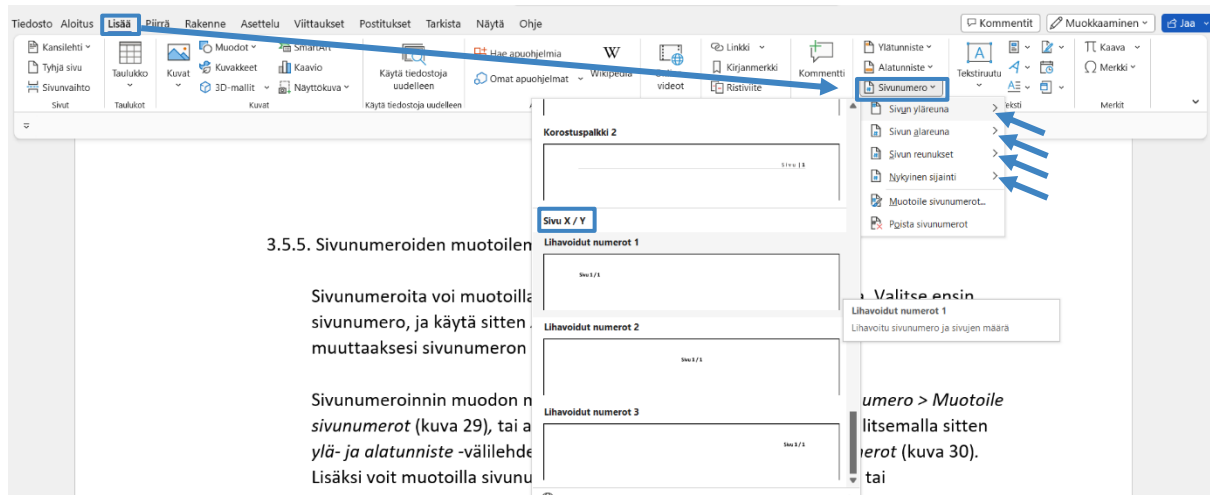 Tiedosto Aloitus Lisää Piirrä Rakenne Asettelu Viittaukset Postitukset Tarkista Näytä Ohje
Kommentit Muokkaaminen Jaa
Kansilehti
Tyhjä sivu
Sivunvaihto
Sivut
Taulukko
Taulukot
Kuvat
Muodot
Kuvakkeet
3D-mallit
SmartArt
Kaavio
Näyttökuva
Kuvat
Käytä tiedostoja
uudelleen
Käytä tiedostoja uudelleen
Hae apuohjelmia
Omat apuohjelmat
W
Wikipedia
videot
Linkki
Kirjanmerkki
Ristiviite
Kommentti
Ylätunniste
Alatunniste
Sivunumero
Tekstiruutu
Kaava
Merkki
Merkit
Sivun yläreuna
Sivun alareuna
Sivun reunukset
Nykyinen sijainti
Muotoile sivunumerot...
Poista sivunumerot
Korostuspalkki 2
Sivu | 1
Sivu X / Y
Lihavoidut numerot 1
Sivu 1 / 1
Lihavoidut numerot 2
Sivu 1 / 1
Lihavoidut numerot 3
Sivu 1 / 1
Lihavoidut numerot 1
Lihavoitu sivunumero ja sivujen määrä
3.5.5. Sivunumeroiden muotoilem
Sivunumeroita voi muotoilla Valitse ensin
sivunumero, ja käytä sitten
muuttaaksesi sivunumeron
Sivunumeroinnin muodon m umero > Muotoile
sivunumerot (kuva 29), tai a litsemalla sitten
ylä- ja alatunniste -välilehde erot (kuva 30).
Lisäksi voit muotoilla sivunu tai